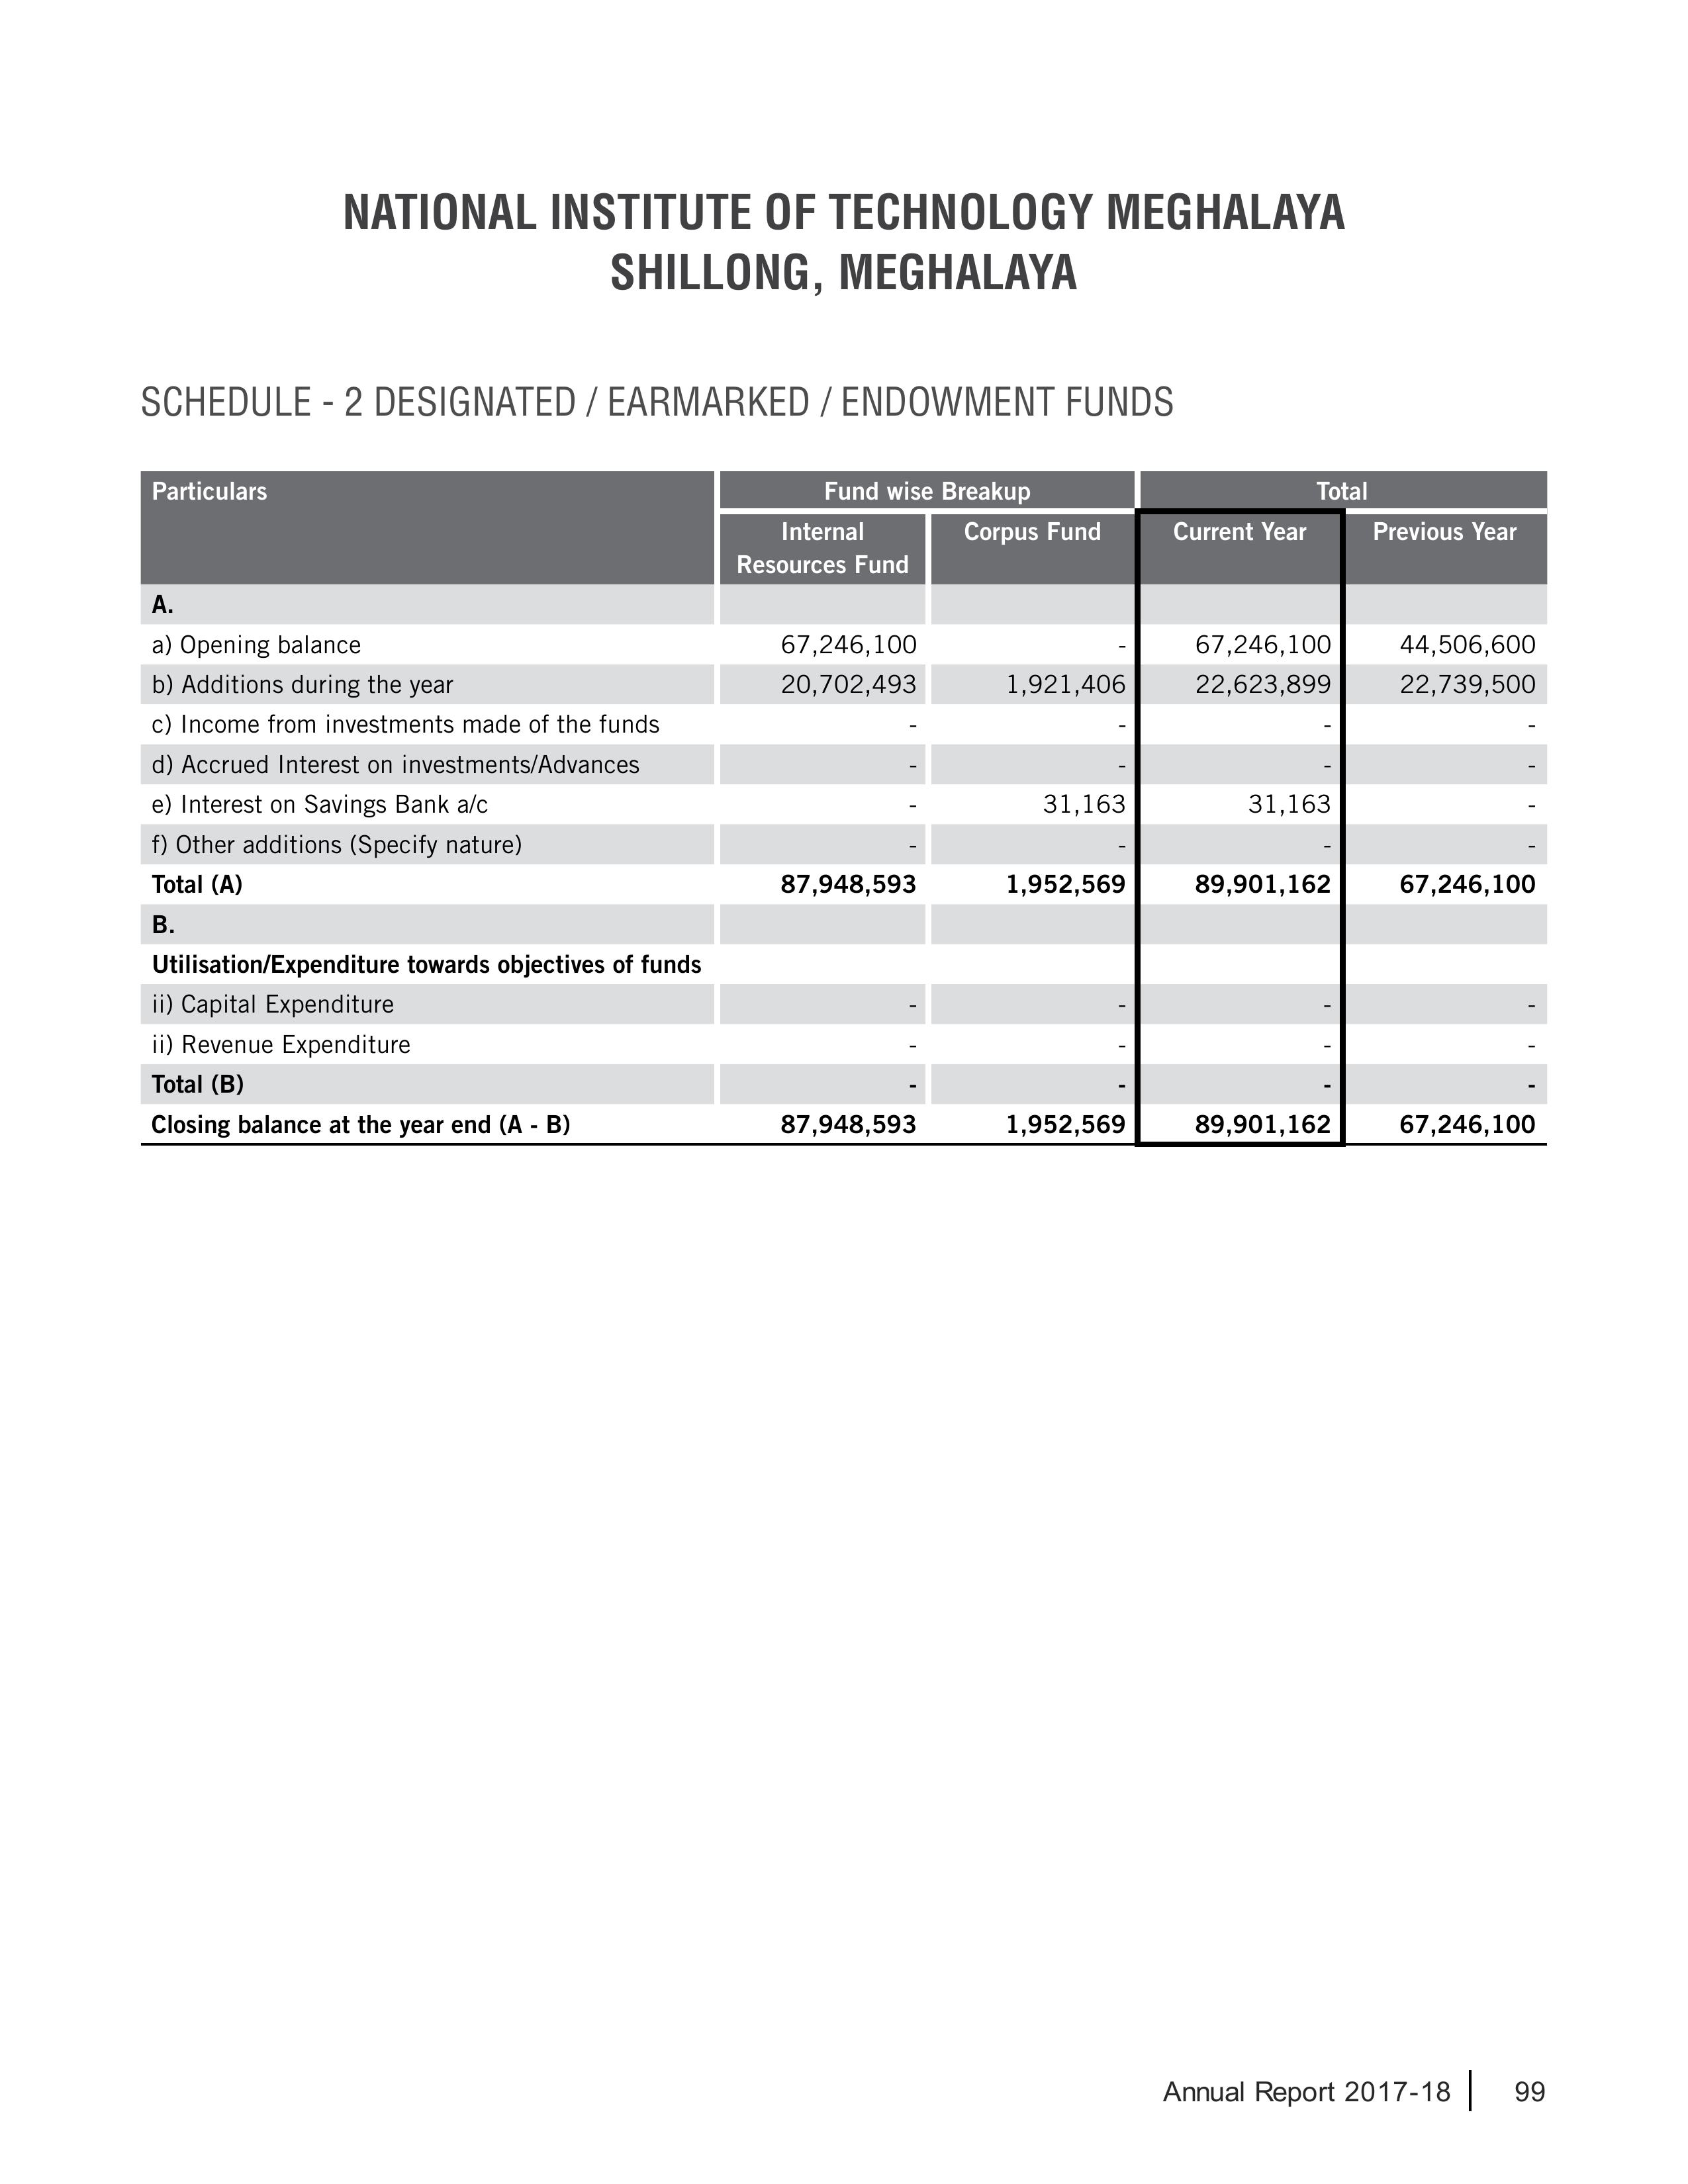 NATIONAL INSTITUTE OF TECHNOLOGY MEGHALAYA
SHILLONG, MEGHALAYA
SCHEDULE - 2 DESIGNATED / EARMARKED / ENDOWMENT FUNDS
Particulars Fund wise Breakup Total
Internal Resources Fund Corpus Fund Current Year Previous Year
A.
a) Opening balance 67,246,100 - 67,246,100 44,506,600
b) Additions during the year 20,702,493 1,921,406 22,623,899 22,739,500
c) Income from investments made of the funds - - - -
d) Accrued Interest on investments/Advances - - - -
e) Interest on Savings Bank a/c - 31,163 31,163 -
f) Other additions (Specify nature) - - - -
Total (A) 87,948,593 1,952,569 89,901,162 67,246,100
B.
Utilisation/Expenditure towards objectives of funds
ii) Capital Expenditure - - - -
ii) Revenue Expenditure - - - -
Total (B) - - - -
Closing balance at the year end (A - B) 87,948,593 1,952,569 89,901,162 67,246,100
Annual Report 2017-18 99